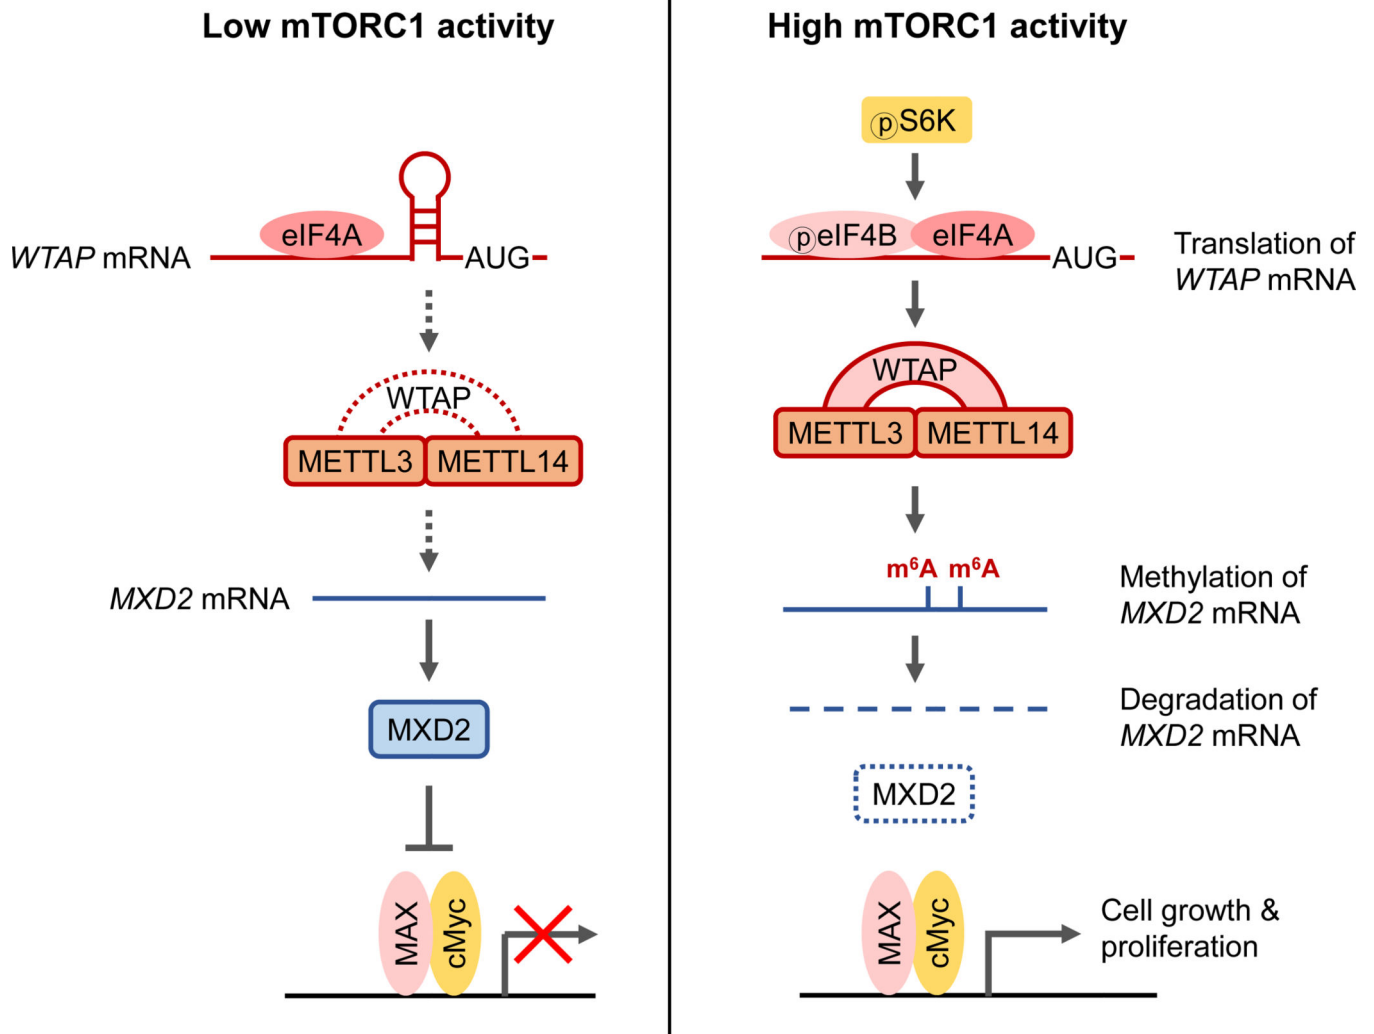 Low mTORC1 activity
eIF4A
WTAP mRNA
AUG
WTAP
METTL3
METTL14
MXD2 mRNA
MXD2
MAX
cMyc
High mTORC1 activity
pS6K
peIF4B
eIF4A
AUG
Translation of
WTAP mRNA
WTAP
METTL3
METTL14
m⁶A m⁶A
Methylation of
MXD2 mRNA
Degradation of
MXD2 mRNA
MXD2
MAX
cMyc
Cell growth &
proliferation